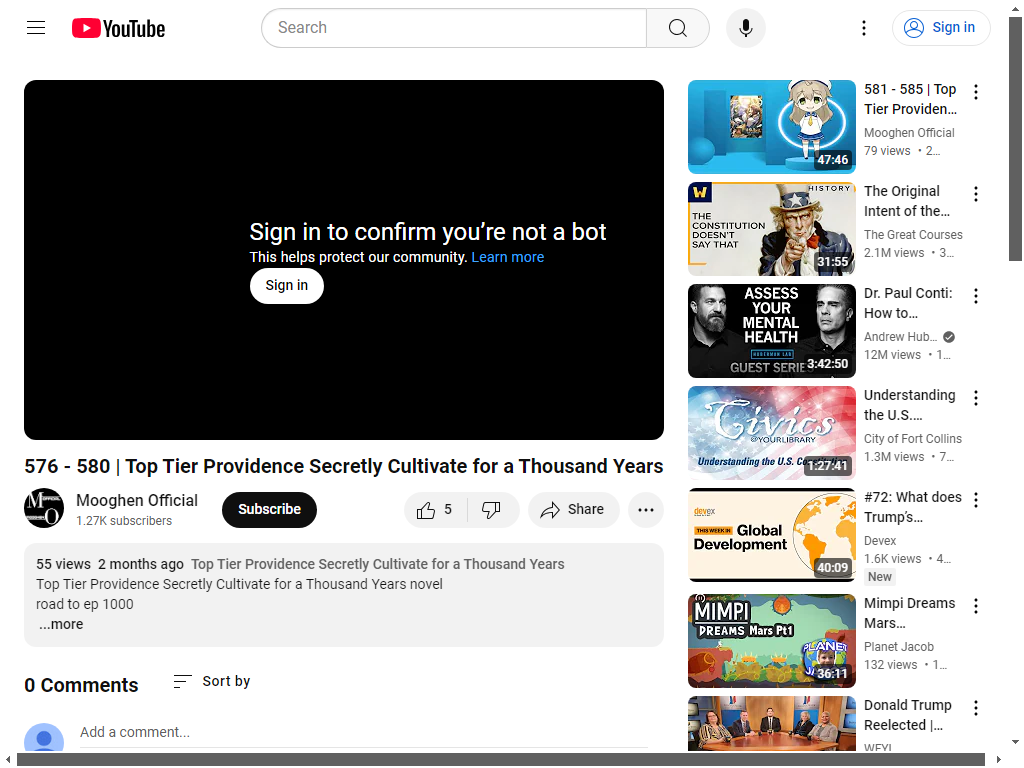 YouTube
Search
Sign in
Sign in to confirm you’re not a bot
This helps protect our community. Learn more
Sign in
576 - 580 | Top Tier Providence Secretly Cultivate for a Thousand Years
Mooghen Official
1.27K subscribers
Subscribe
5
Share
55 views 2 months ago Top Tier Providence Secretly Cultivate for a Thousand Years
Top Tier Providence Secretly Cultivate for a Thousand Years novel
road to ep 1000
...more
0 Comments
Sort by
Add a comment...
47:46
581 - 585 | Top
Tier Providen...
Mooghen Official
79 views • 2...
W
HISTORY
THE
CONSTITUTION
DOESN'T
SAY THAT
31:55
The Original
Intent of the...
The Great Courses
2.1M views • 3...
ASSESS
YOUR
MENTAL
HEALTH
HUBERMAN LAB
GUEST SERIE
3:42:50
Dr. Paul Conti:
How to...
Andrew Hub...
12M views • 1...
Civics
@YOURLIBRARY
Understanding the U.S.
1:27:41
Understanding
the U.S....
City of Fort Collins
1.3M views • 7...
devex
THIS WEEK IN Global
Development
40:09
#72: What does
Trump’s...
Devex
1.6K views • 4...
New
MIMPI
DREAMS Mars Pt1
PLANET
36:11
Mimpi Dreams
Mars...
Planet Jacob
132 views • 1...
Donald Trump
Reelected |...
WFYI